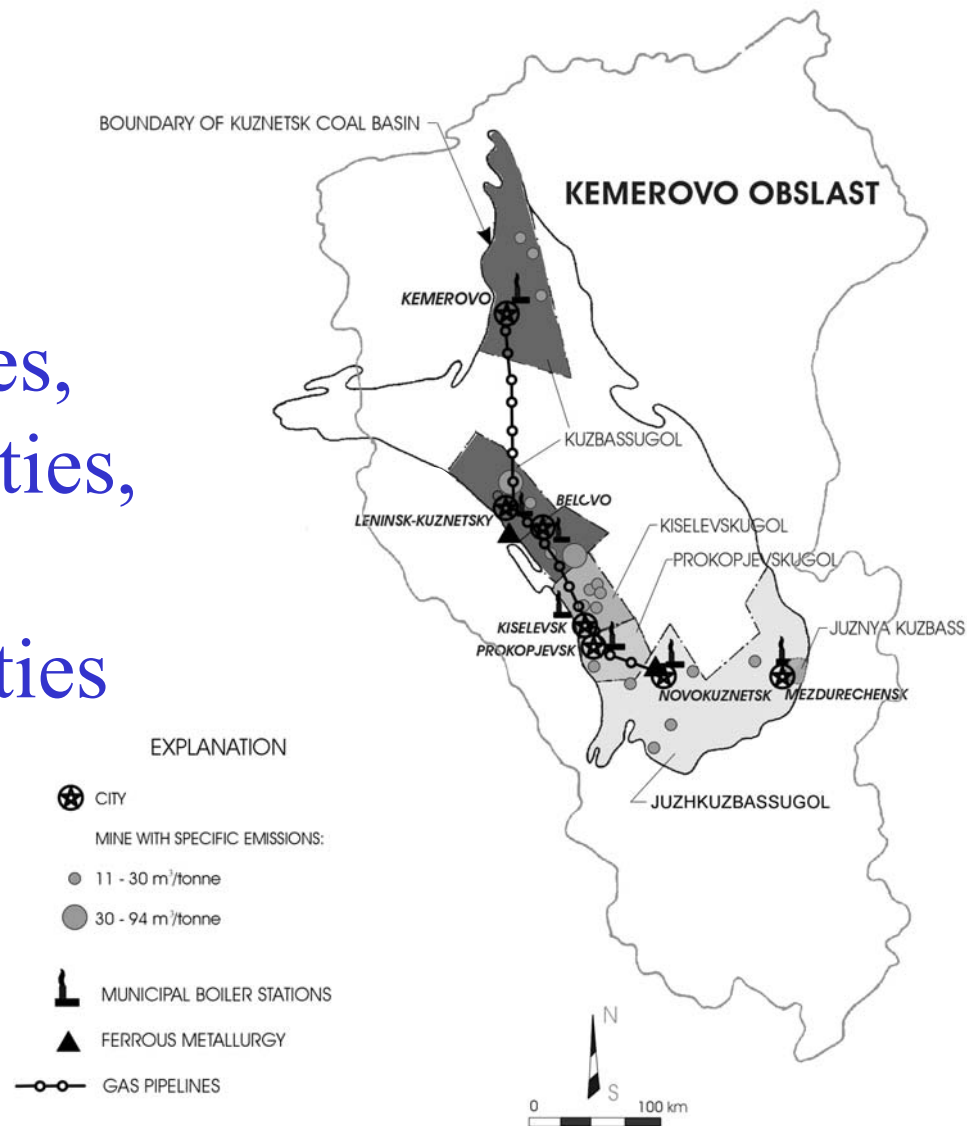 BOUNDARY OF KUZNETSK COAL BASIN
KEMEROVO OBSLAST
KEMEROVO
es,
ties,
ties
KUZBASSUGOL
BELOVO
LENINSK-KUZNETSKY
KISELEVSKUGOL
PROKOPJEVSKUGOL
JUZNYA KUZBASS
KISELEVSK
PROKOPJEVSK
NOVOKUZNETSK
MEZDURECHENSK
JUZHKUZBASSUGOL
EXPLANATION
CITY
MINE WITH SPECIFIC EMISSIONS:
11 - 30 m³/tonne
30 - 94 m³/tonne
MUNICIPAL BOILER STATIONS
FERROUS METALLURGY
GAS PIPELINES
N
S
0 100 km